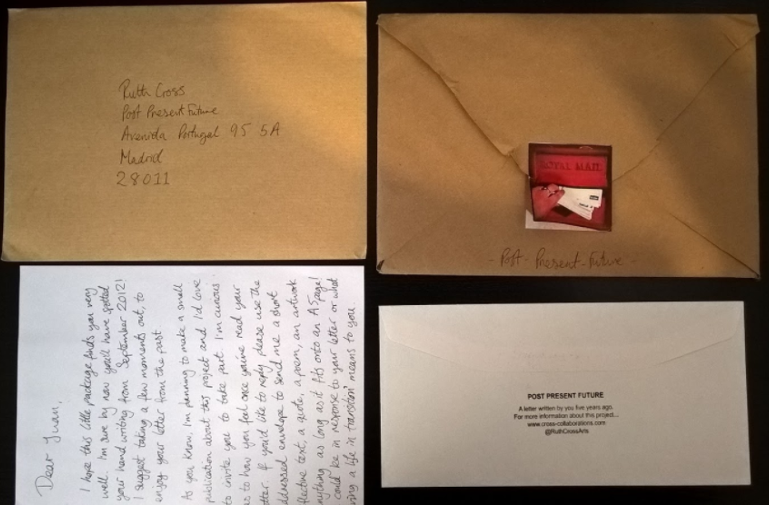 Ruth Cross
Post Present Future
Avenida Portugal 95 5A
Madrid
28011
ROYAL MAIL
- Post - Present - Future -
Dear Juan,
I hope this little package finds you very
well. I'm sure by now you'll have spotted
your hand writing from September 2012!
I suggest taking a few moments out, to
enjoy your letter from the past
As you know, I'm planning to make a small
publication about this project and I'd love
to invite you to take part. I'm curious
as to how you feel once you've read your
tter. If you'd like to reply please use the
ddressed envelope to send me a short
flective text, a quote, a poem, an artwork
nything as long as it fits onto an A5 page!
could be in response to your letter or what
ving a life in transition' means to you.
POST PRESENT FUTURE
A letter written by you five years ago.
For more information about this project...
www.cross-collaborations.com
@RuthCrossArts